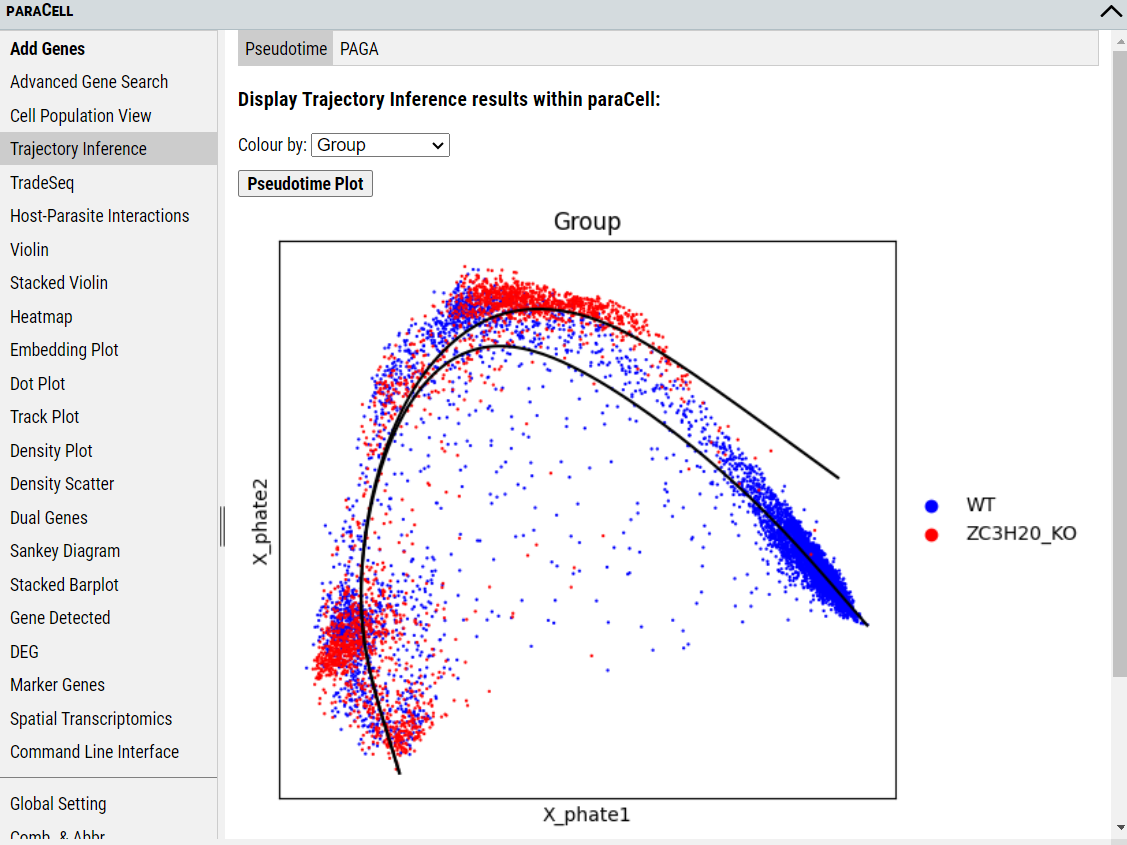 PARACELL
Add Genes
Advanced Gene Search
Cell Population View
Trajectory Inference
TradeSeq
Host-Parasite Interactions
Violin
Stacked Violin
Heatmap
Embedding Plot
Dot Plot
Track Plot
Density Plot
Density Scatter
Dual Genes
Sankey Diagram
Stacked Barplot
Gene Detected
DEG
Marker Genes
Spatial Transcriptomics
Command Line Interface
Global Setting
Comb. & Abbr
Pseudotime PAGA
Display Trajectory Inference results within paraCell:
Colour by: Group
Pseudotime Plot
Group
X_phate2
WT
ZC3H20_KO
X_phate1